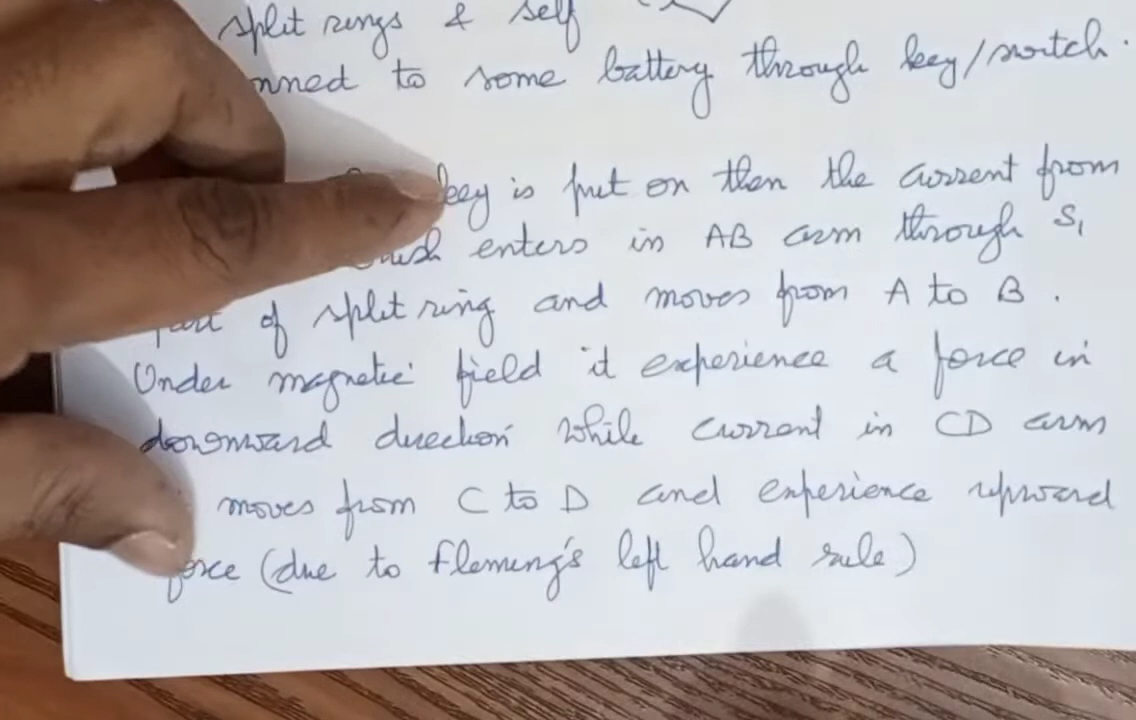 split rings & self
nned to some battery through key/switch.
key is put on then the current from
enters in AB arm through S1
part of split ring and moves from A to B.
Under magnetic field it experience a force in
downward direction while current in CD arm
moves from C to D and experience upward
force (due to Fleming's left hand rule)